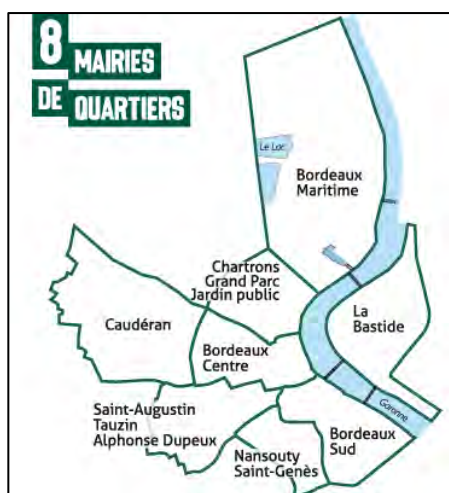 8 MAIRIES
DE QUARTIERS
Le Lac
Bordeaux
Maritime
Chartrons
Grand Parc
Jardin public
La
Bastide
Caudéran
Bordeaux
Centre
Saint-Augustin
Tauzin
Alphonse Dupeux
Garonne
Bordeaux
Sud
Nansouty
Saint-Genès